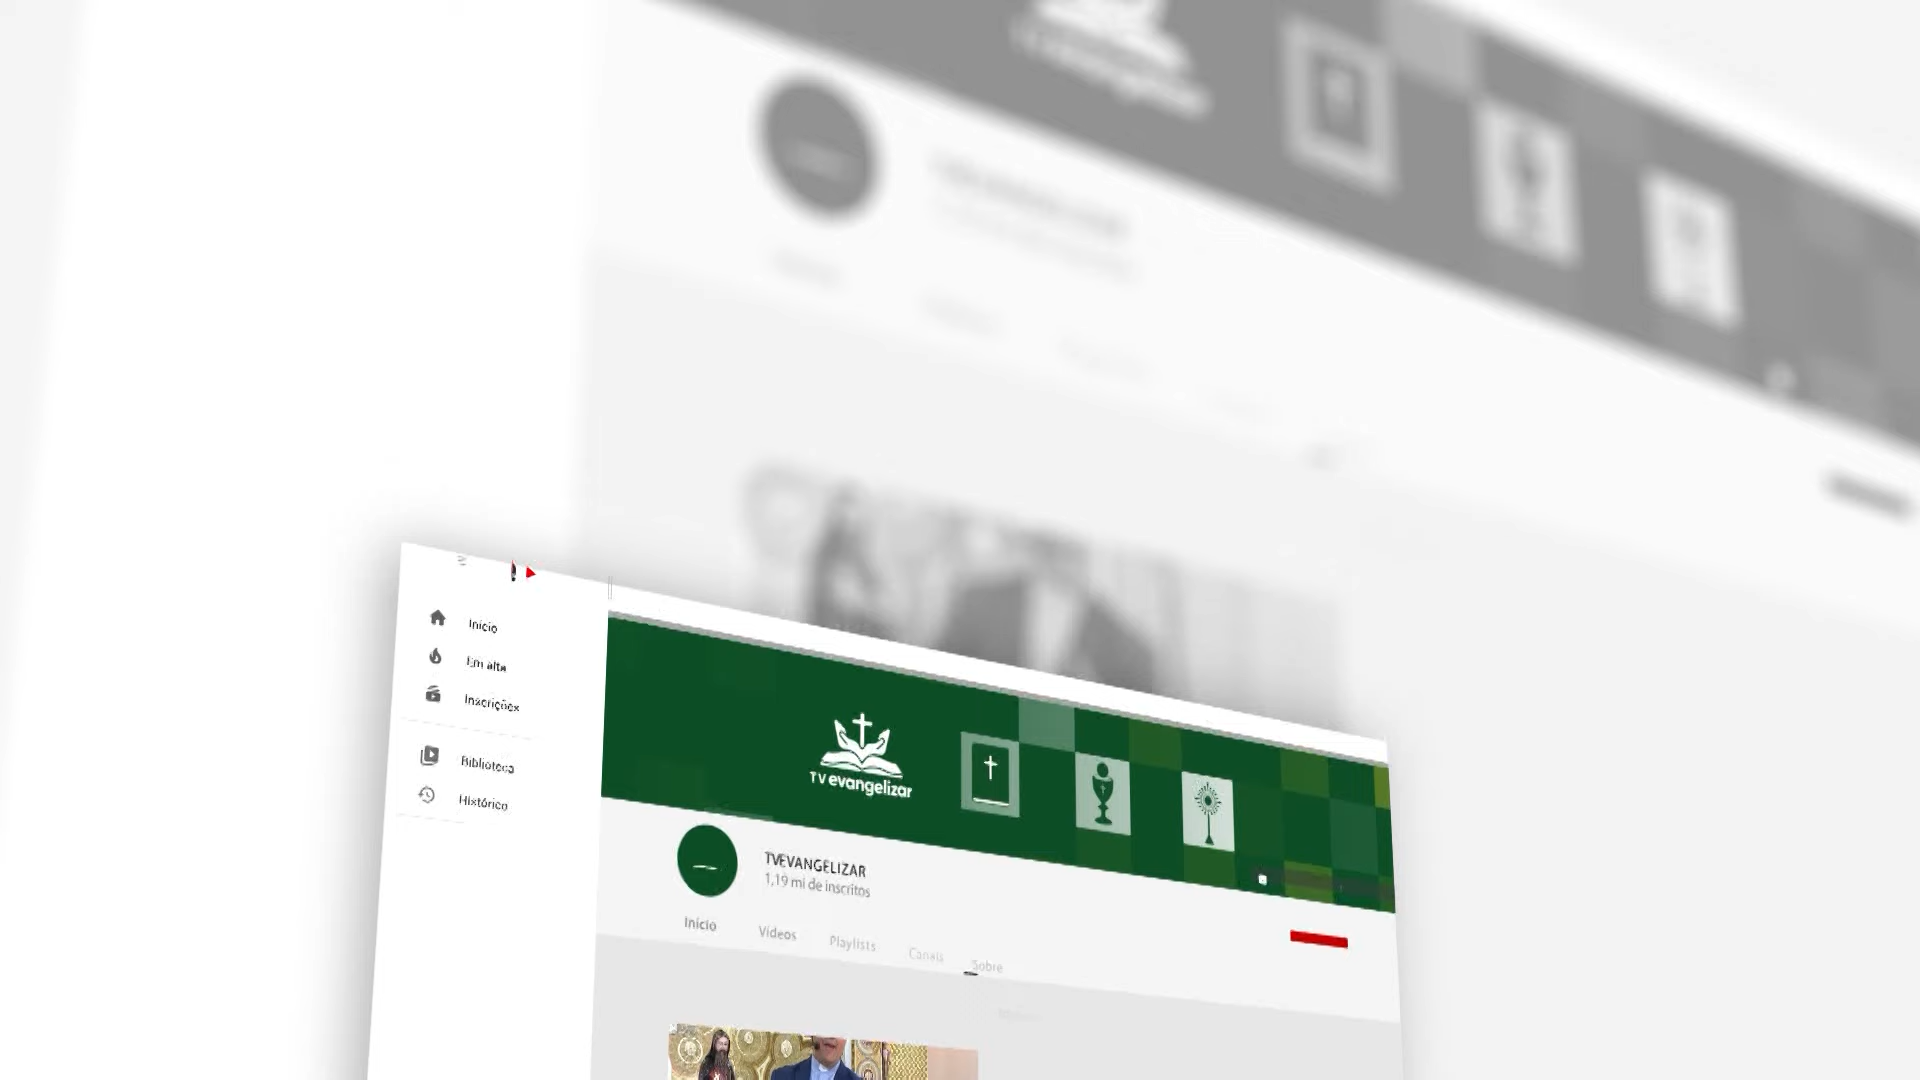 Início
Em alta
Inscrições
Biblioteca
Histórico
TV evangelizar
TVEVANGELIZAR
1,19 mi de inscritos
Início
Vídeos
Playlists
Canais
Sobre